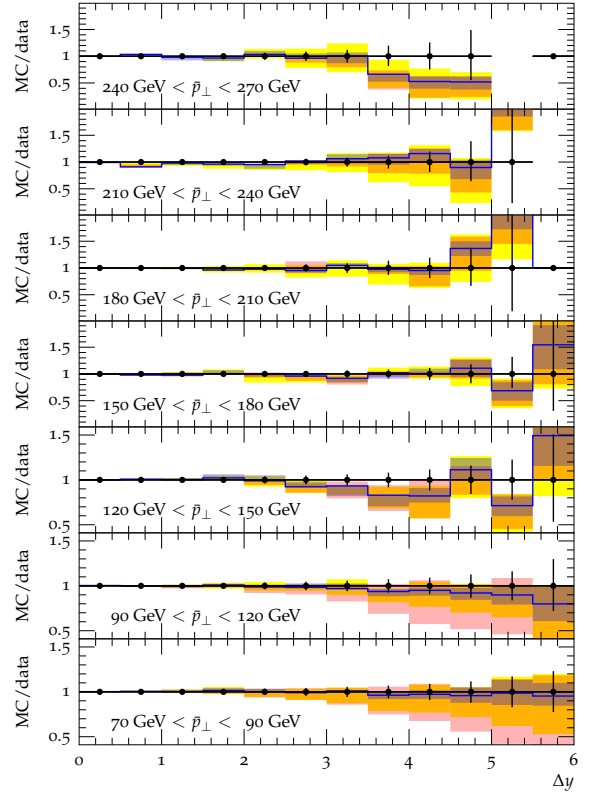 MC/data
1.5
1
0.5
240 GeV < p̄⊥ < 270 GeV
MC/data
1.5
1
0.5
210 GeV < p̄⊥ < 240 GeV
MC/data
1.5
1
0.5
180 GeV < p̄⊥ < 210 GeV
MC/data
1.5
1
0.5
150 GeV < p̄⊥ < 180 GeV
MC/data
1.5
1
0.5
120 GeV < p̄⊥ < 150 GeV
MC/data
1.5
1
0.5
90 GeV < p̄⊥ < 120 GeV
MC/data
1.5
1
0.5
70 GeV < p̄⊥ < 90 GeV
0 1 2 3 4 5 6
Δy